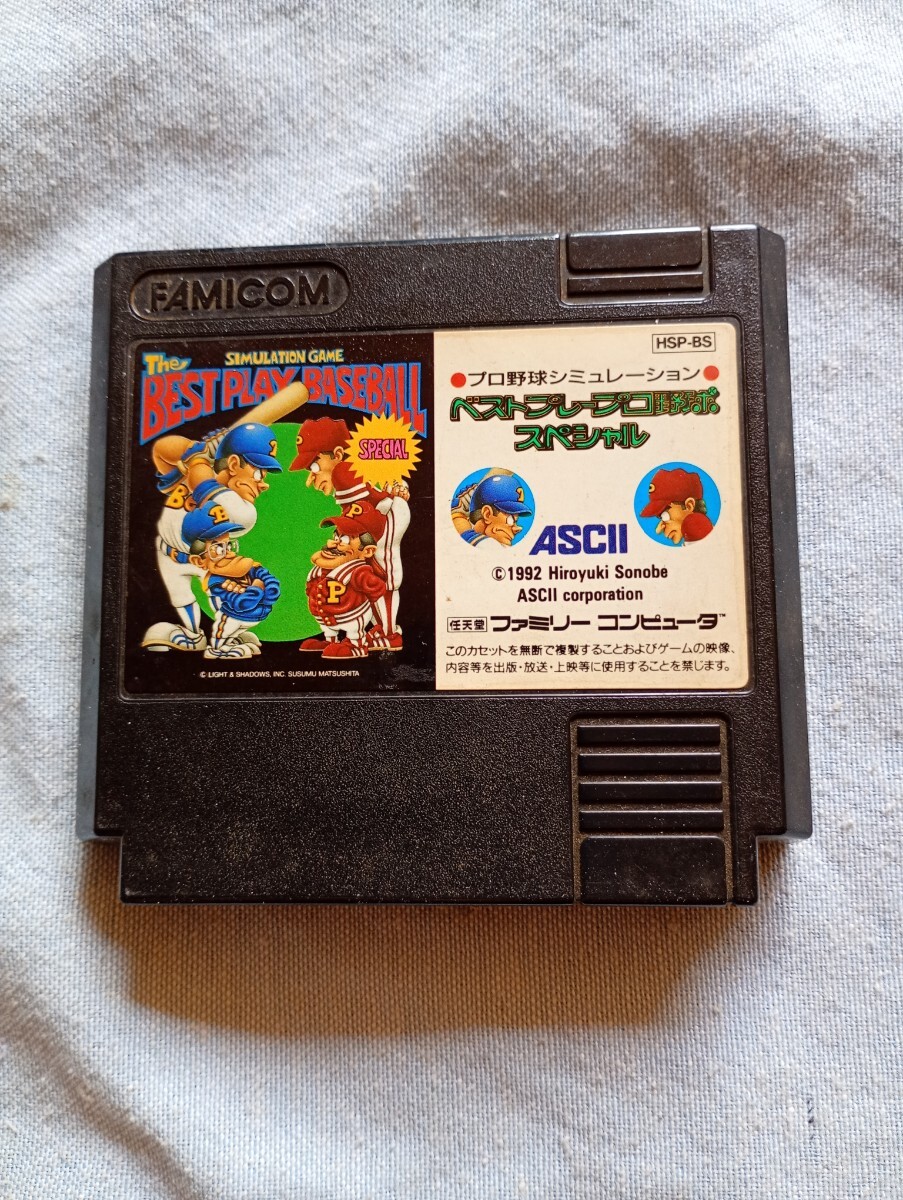 FAMICOM
SIMULATION GAME
The
BEST PLAY BASEBALL
SPECIAL
B
P
P
© LIGHT & SHADOWS, INC. SUSUMU MATSUSHITA
HSP-BS
●プロ野球シミュレーション●
ベストプレープロ野球
スペシャル
ASCII
©1992 Hiroyuki Sonobe
ASCII corporation
任天堂 ファミリー コンピュータ™
このカセットを無断で複製することおよびゲームの映像、
内容等を出版・放送・上映等に使用することを禁じます。